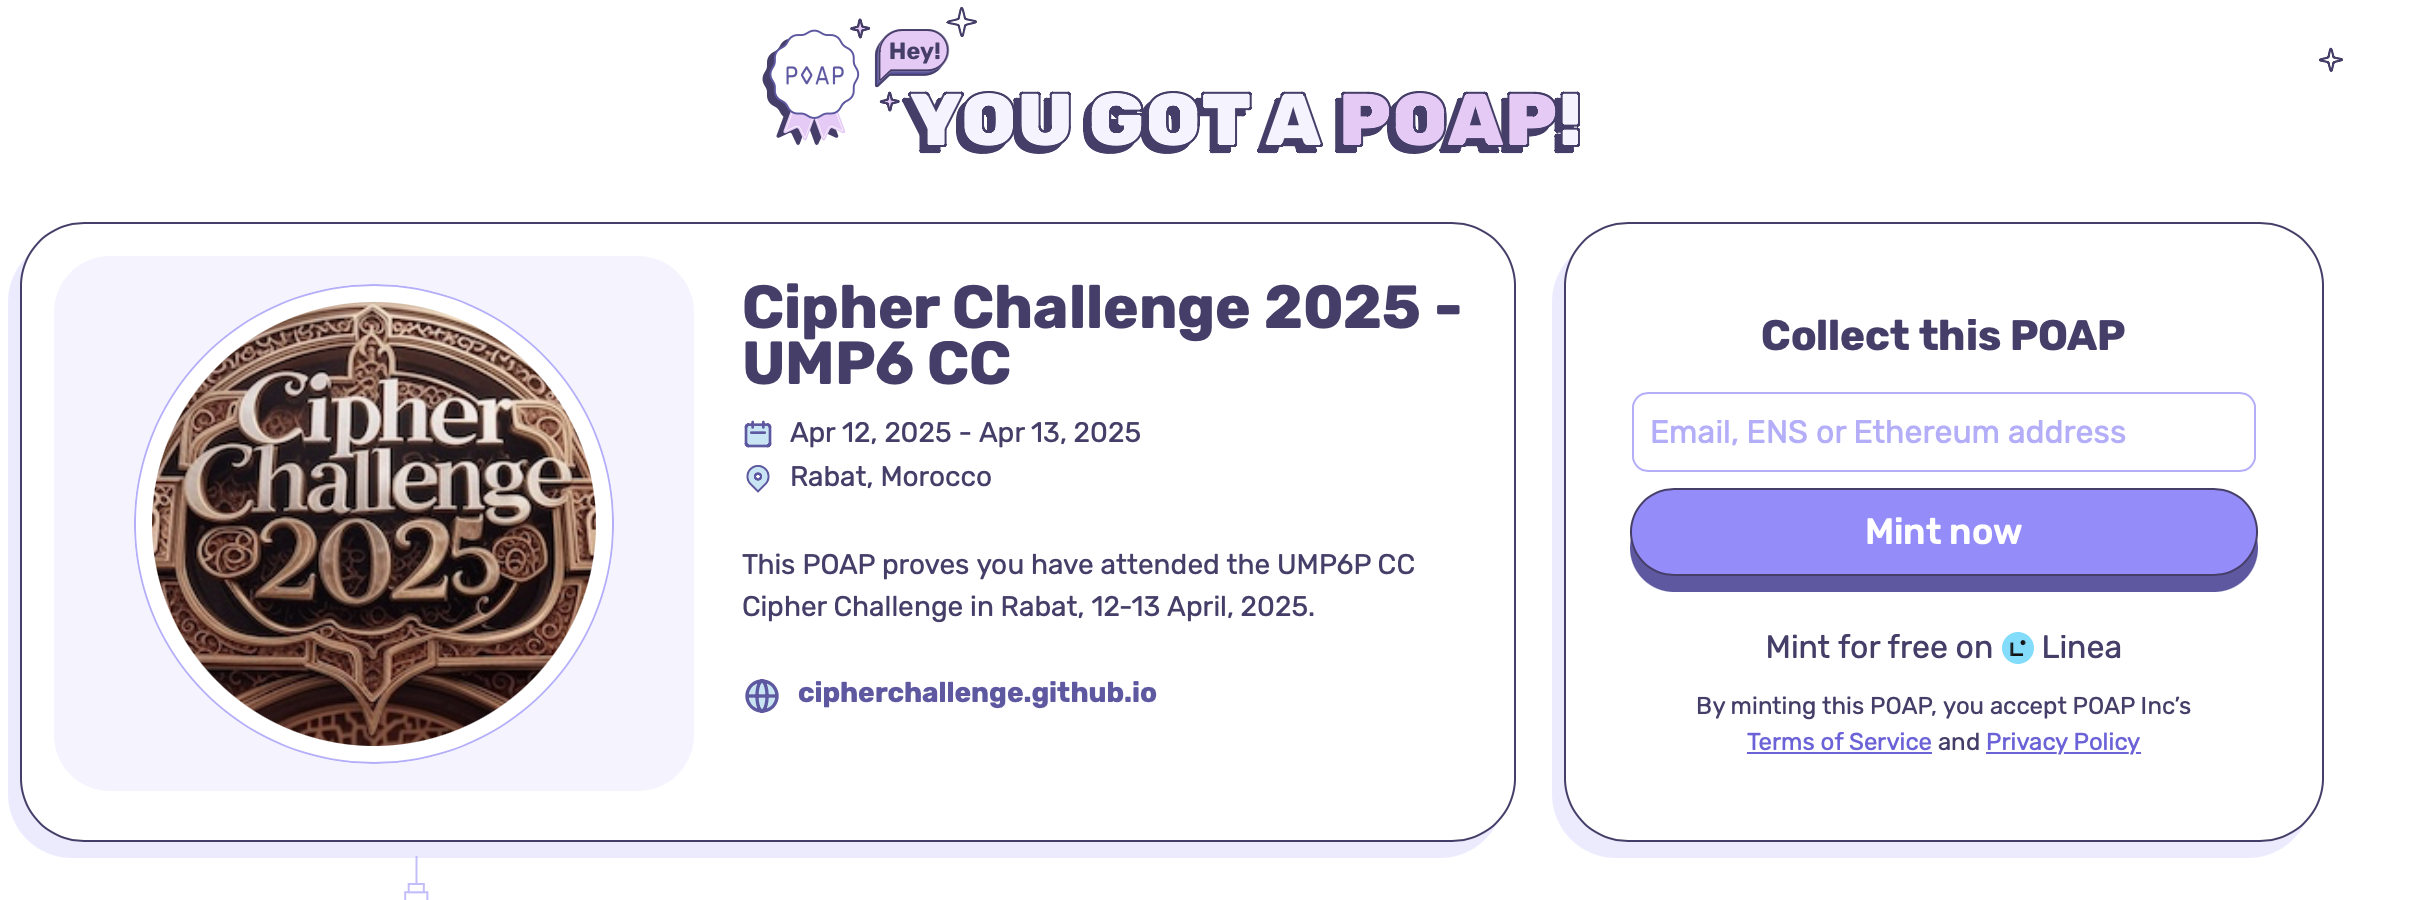 POAP
Hey!
YOU GOT A POAP!
Cipher
Challenge
2025
Cipher Challenge 2025 -
UMP6 CC
Apr 12, 2025 - Apr 13, 2025
Rabat, Morocco
This POAP proves you have attended the UMP6P CC
Cipher Challenge in Rabat, 12-13 April, 2025.
cipherchallenge.github.io
Collect this POAP
Email, ENS or Ethereum address
Mint now
Mint for free on Linea
By minting this POAP, you accept POAP Inc’s
Terms of Service and Privacy Policy